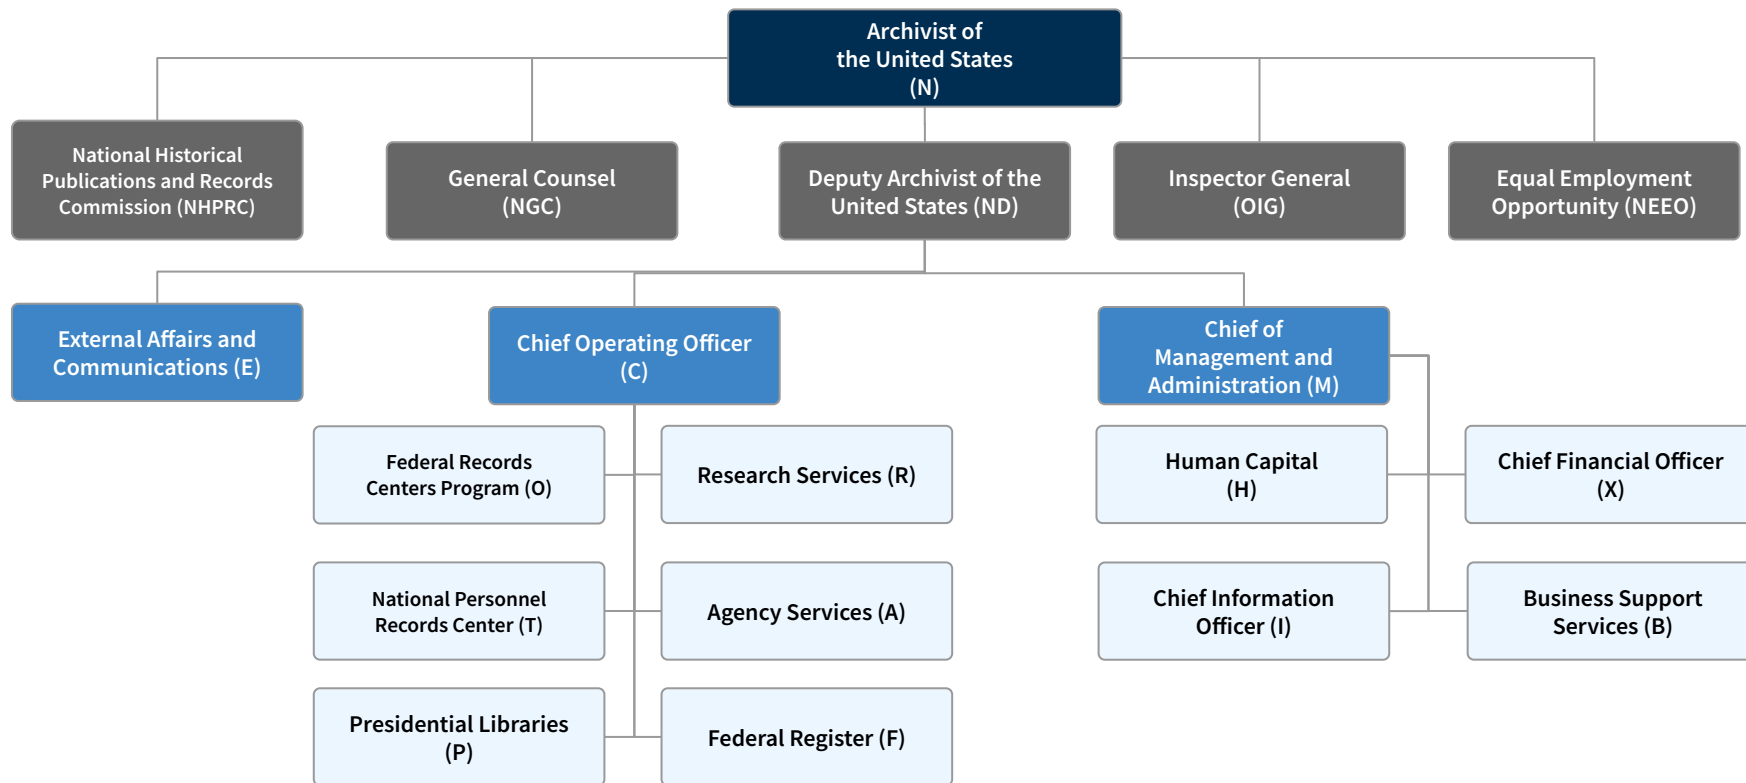 Archivist of
the United States
(N)
National Historical
Publications and Records
Commission (NHPRC)
General Counsel
(NGC)
Deputy Archivist of the
United States (ND)
Inspector General
(OIG)
Equal Employment
Opportunity (NEEO)
External Affairs and
Communications (E)
Chief Operating Officer
(C)
Chief of
Management and
Administration (M)
Federal Records
Centers Program (O)
Research Services (R)
Human Capital
(H)
Chief Financial Officer
(X)
National Personnel
Records Center (T)
Agency Services (A)
Chief Information
Officer (I)
Business Support
Services (B)
Presidential Libraries
(P)
Federal Register (F)